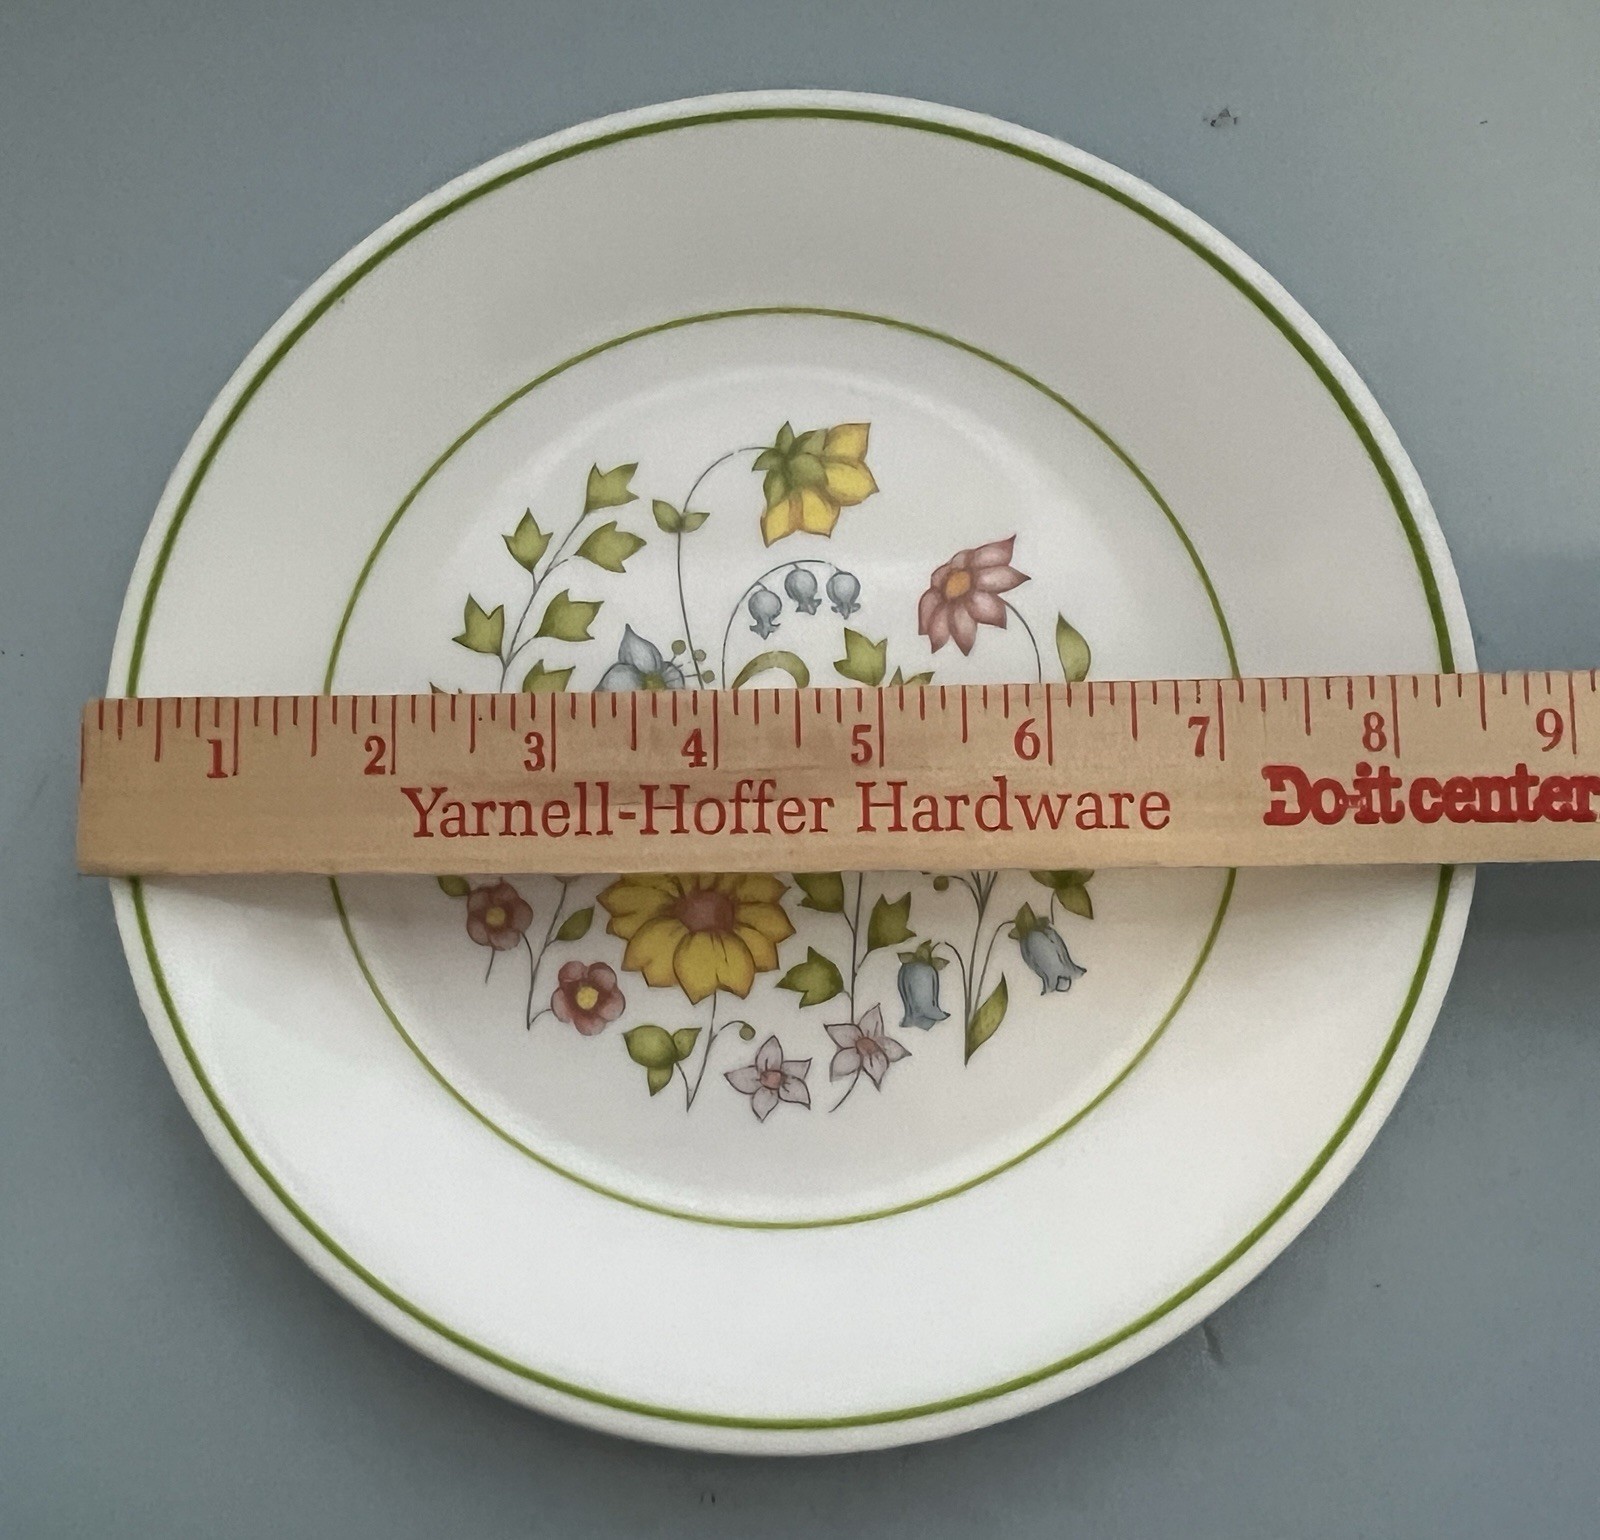 1 2 3 4 5 6 7 8 9
Yarnell-Hoffer Hardware Do-it center